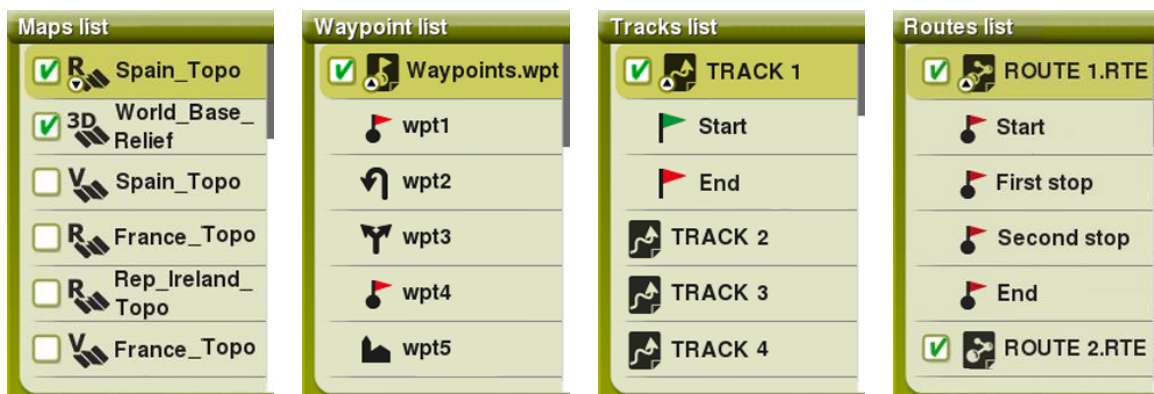 Maps list
R Spain_Topo
3D World_Base_
Relief
V Spain_Topo
R France_Topo
R Rep_Ireland_
Topo
V France_Topo
Waypoint list
Waypoints.wpt
wpt1
wpt2
wpt3
wpt4
wpt5
Tracks list
TRACK 1
Start
End
TRACK 2
TRACK 3
TRACK 4
Routes list
ROUTE 1.RTE
Start
First stop
Second stop
End
ROUTE 2.RTE